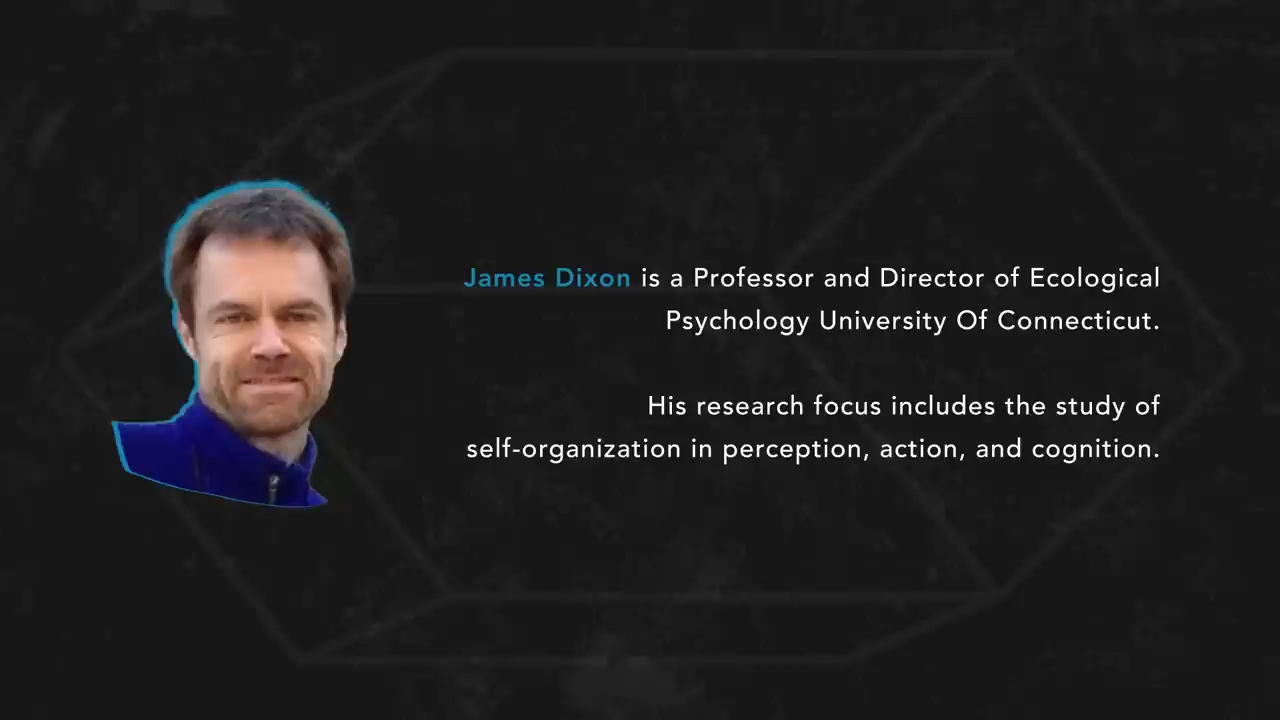 James Dixon is a Professor and Director of Ecological
Psychology University Of Connecticut.
His research focus includes the study of
self-organization in perception, action, and cognition.